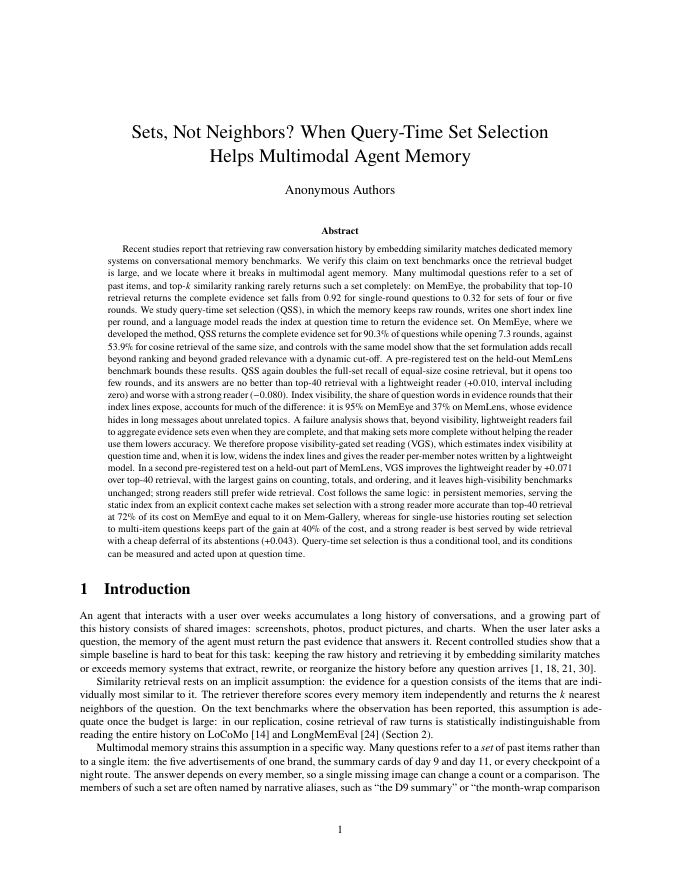 Sets, Not Neighbors? When Query-Time Set Selection
Helps Multimodal Agent Memory
Anonymous Authors
Abstract
Recent studies report that retrieving raw conversation history by embedding similarity matches dedicated memory
systems on conversational memory benchmarks. We verify this claim on text benchmarks once the retrieval budget
is large, and we locate where it breaks in multimodal agent memory. Many multimodal questions refer to a set of
past items, and top-k similarity ranking rarely returns such a set completely: on MemEye, the probability that top-10
retrieval returns the complete evidence set falls from 0.92 for single-round questions to 0.32 for sets of four or five
rounds. We study query-time set selection (QSS), in which the memory keeps raw rounds, writes one short index line
per round, and a language model reads the index at question time to return the evidence set. On MemEye, where we
developed the method, QSS returns the complete evidence set for 90.3% of questions while opening 7.3 rounds, against
53.9% for cosine retrieval of the same size, and controls with the same model show that the set formulation adds recall
beyond ranking and beyond graded relevance with a dynamic cut-off. A pre-registered test on the held-out MemLens
benchmark bounds these results. QSS again doubles the full-set recall of equal-size cosine retrieval, but it opens too
few rounds, and its answers are no better than top-40 retrieval with a lightweight reader (+0.010, interval including
zero) and worse with a strong reader (−0.080). Index visibility, the share of question words in evidence rounds that their
index lines expose, accounts for much of the difference: it is 95% on MemEye and 37% on MemLens, whose evidence
hides in long messages about unrelated topics. A failure analysis shows that, beyond visibility, lightweight readers fail
to aggregate evidence sets even when they are complete, and that making sets more complete without helping the reader
use them lowers accuracy. We therefore propose visibility-gated set reading (VGS), which estimates index visibility at
question time and, when it is low, widens the index lines and gives the reader per-member notes written by a lightweight
model. In a second pre-registered test on a held-out part of MemLens, VGS improves the lightweight reader by +0.071
over top-40 retrieval, with the largest gains on counting, totals, and ordering, and it leaves high-visibility benchmarks
unchanged; strong readers still prefer wide retrieval. Cost follows the same logic: in persistent memories, serving the
static index from an explicit context cache makes set selection with a strong reader more accurate than top-40 retrieval
at 72% of its cost on MemEye and equal to it on Mem-Gallery, whereas for single-use histories routing set selection
to multi-item questions keeps part of the gain at 40% of the cost, and a strong reader is best served by wide retrieval
with a cheap deferral of its abstentions (+0.043). Query-time set selection is thus a conditional tool, and its conditions
can be measured and acted upon at question time.
1 Introduction
An agent that interacts with a user over weeks accumulates a long history of conversations, and a growing part of
this history consists of shared images: screenshots, photos, product pictures, and charts. When the user later asks a
question, the memory of the agent must return the past evidence that answers it. Recent controlled studies show that a
simple baseline is hard to beat for this task: keeping the raw history and retrieving it by embedding similarity matches
or exceeds memory systems that extract, rewrite, or reorganize the history before any question arrives [1, 18, 21, 30].
Similarity retrieval rests on an implicit assumption: the evidence for a question consists of the items that are indi-
vidually most similar to it. The retriever therefore scores every memory item independently and returns the k nearest
neighbors of the question. On the text benchmarks where the observation has been reported, this assumption is ade-
quate once the budget is large: in our replication, cosine retrieval of raw turns is statistically indistinguishable from
reading the entire history on LoCoMo [14] and LongMemEval [24] (Section 2).
Multimodal memory strains this assumption in a specific way. Many questions refer to a set of past items rather than
to a single item: the five advertisements of one brand, the summary cards of day 9 and day 11, or every checkpoint of a
night route. The answer depends on every member, so a single missing image can change a count or a comparison. The
members of such a set are often named by narrative aliases, such as “the D9 summary” or “the month-wrap comparison
1